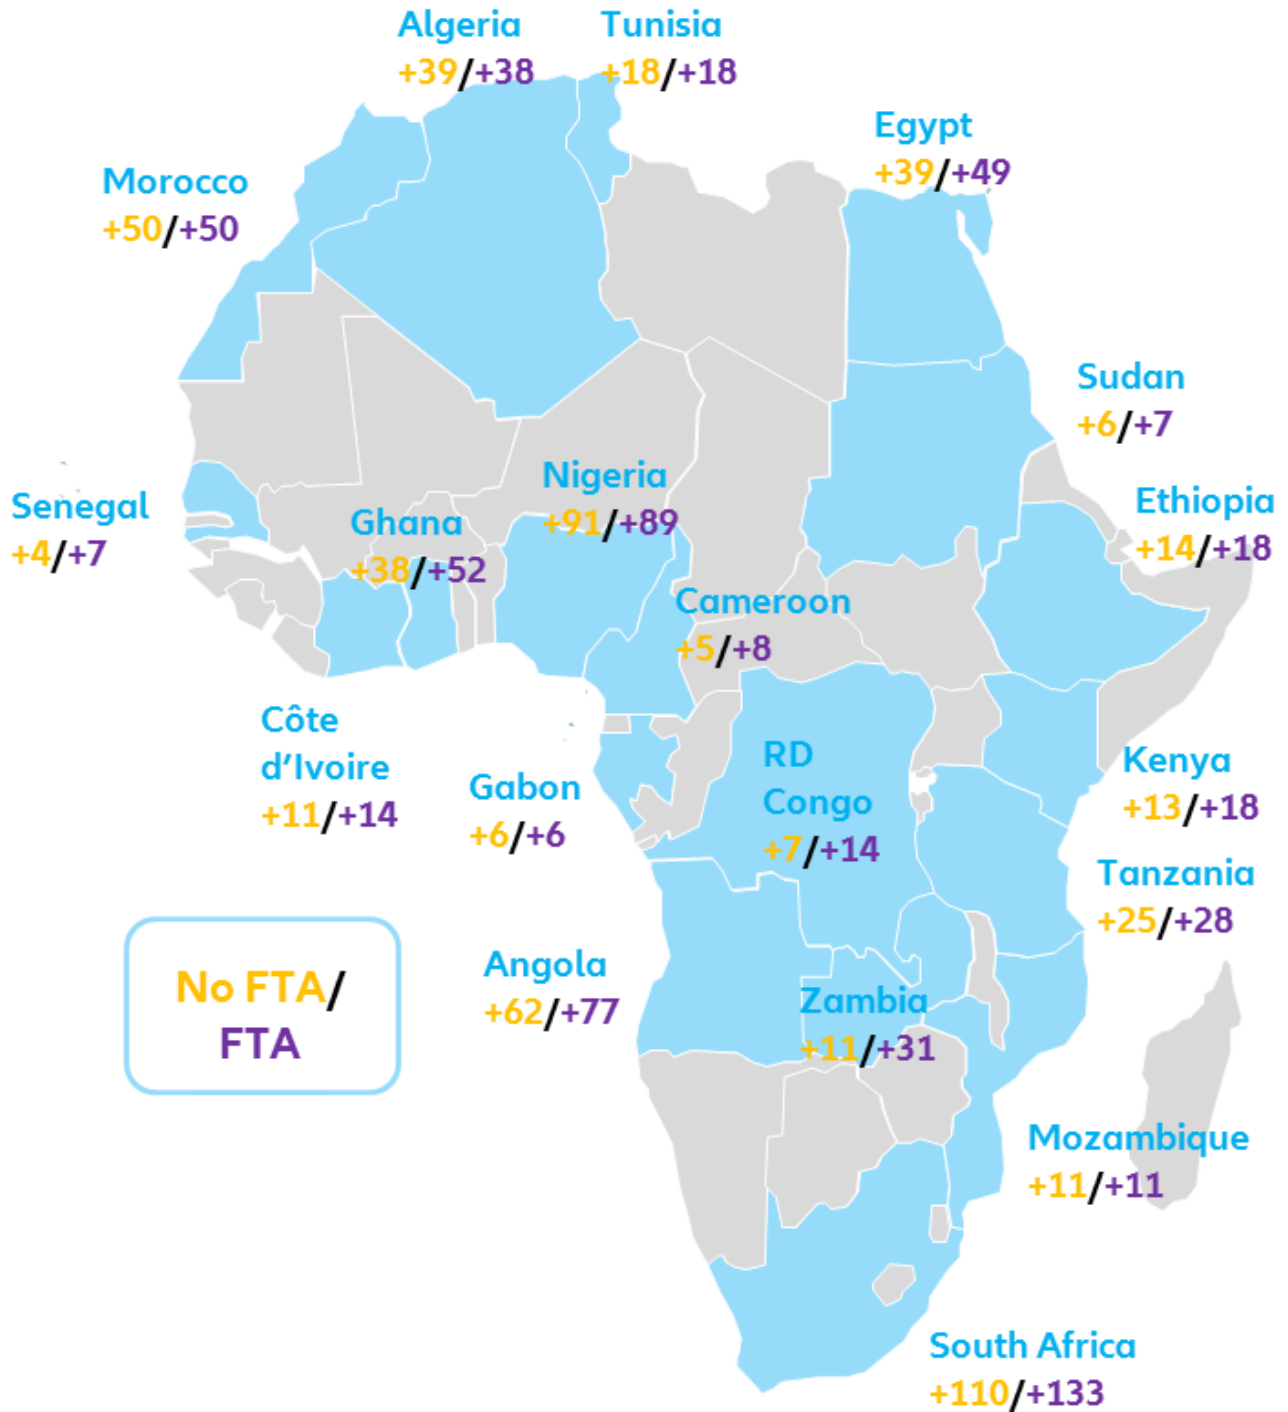 Algeria
+39/+38
Tunisia
+18/+18
Egypt
+39/+49
Morocco
+50/+50
Sudan
+6/+7
Nigeria
+91/+89
Senegal
+4/+7
Ghana
+38/+52
Ethiopia
+14/+18
Cameroon
+5/+8
Côte
d’Ivoire
+11/+14
Gabon
+6/+6
RD
Congo
+7/+14
Kenya
+13/+18
Tanzania
+25/+28
No FTA/
FTA
Angola
+62/+77
Zambia
+11/+31
Mozambique
+11/+11
South Africa
+110/+133